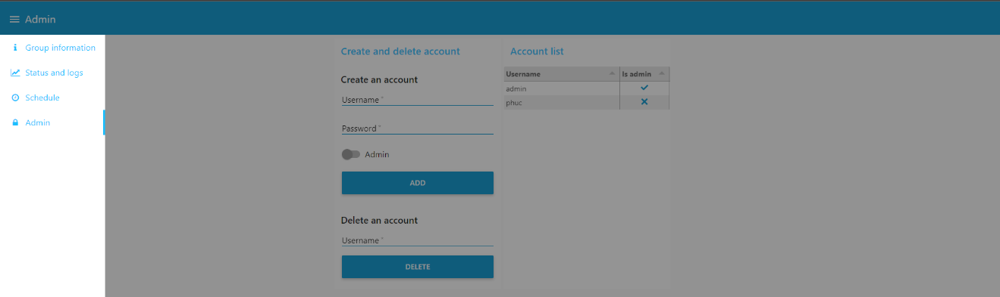 Admin
Group information
Status and logs
Schedule
Admin
Create and delete account
Create an account
Username *
Password *
Admin
ADD
Delete an account
Username *
DELETE
Account list
Username Is admin
admin
phuc